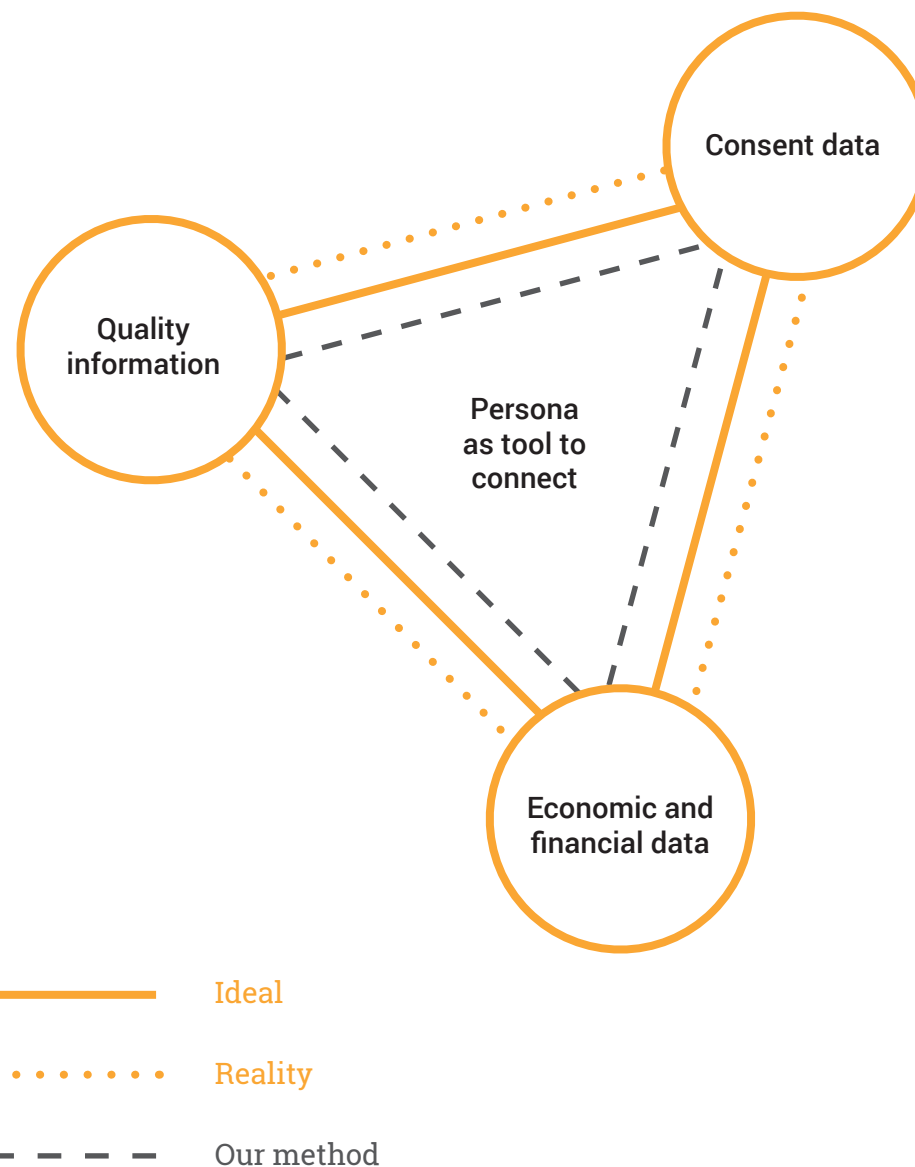 Consent data
Quality
information
Persona
as tool to
connect
Economic and
financial data
Ideal
Reality
Our method